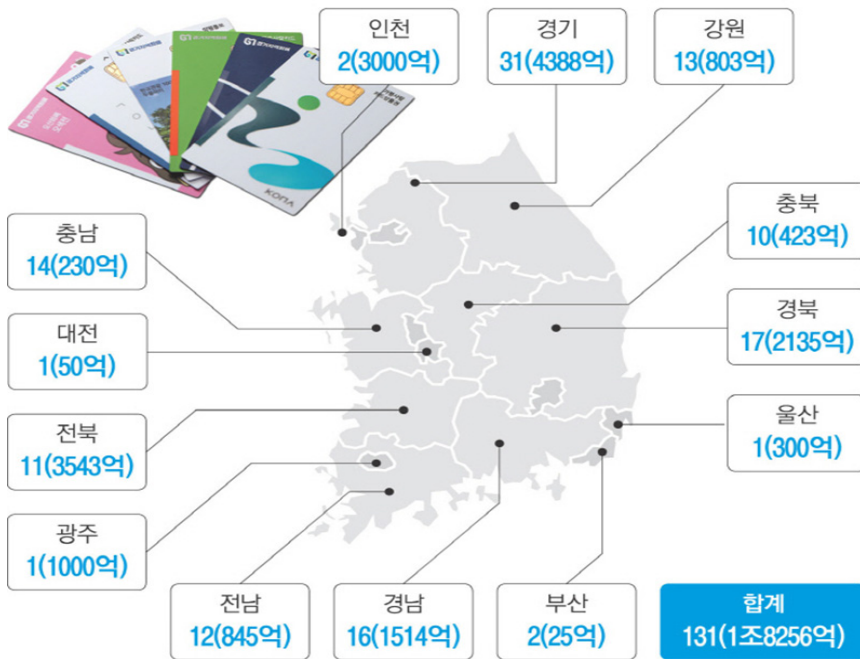 인천
2(3000억)
경기
31(4388억)
강원
13(803억)
충남
14(230억)
충북
10(423억)
대전
1(50억)
경북
17(2135억)
전북
11(3543억)
울산
1(300억)
광주
1(1000억)
전남
12(845억)
경남
16(1514억)
부산
2(25억)
합계
131(1조8256억)
KONA